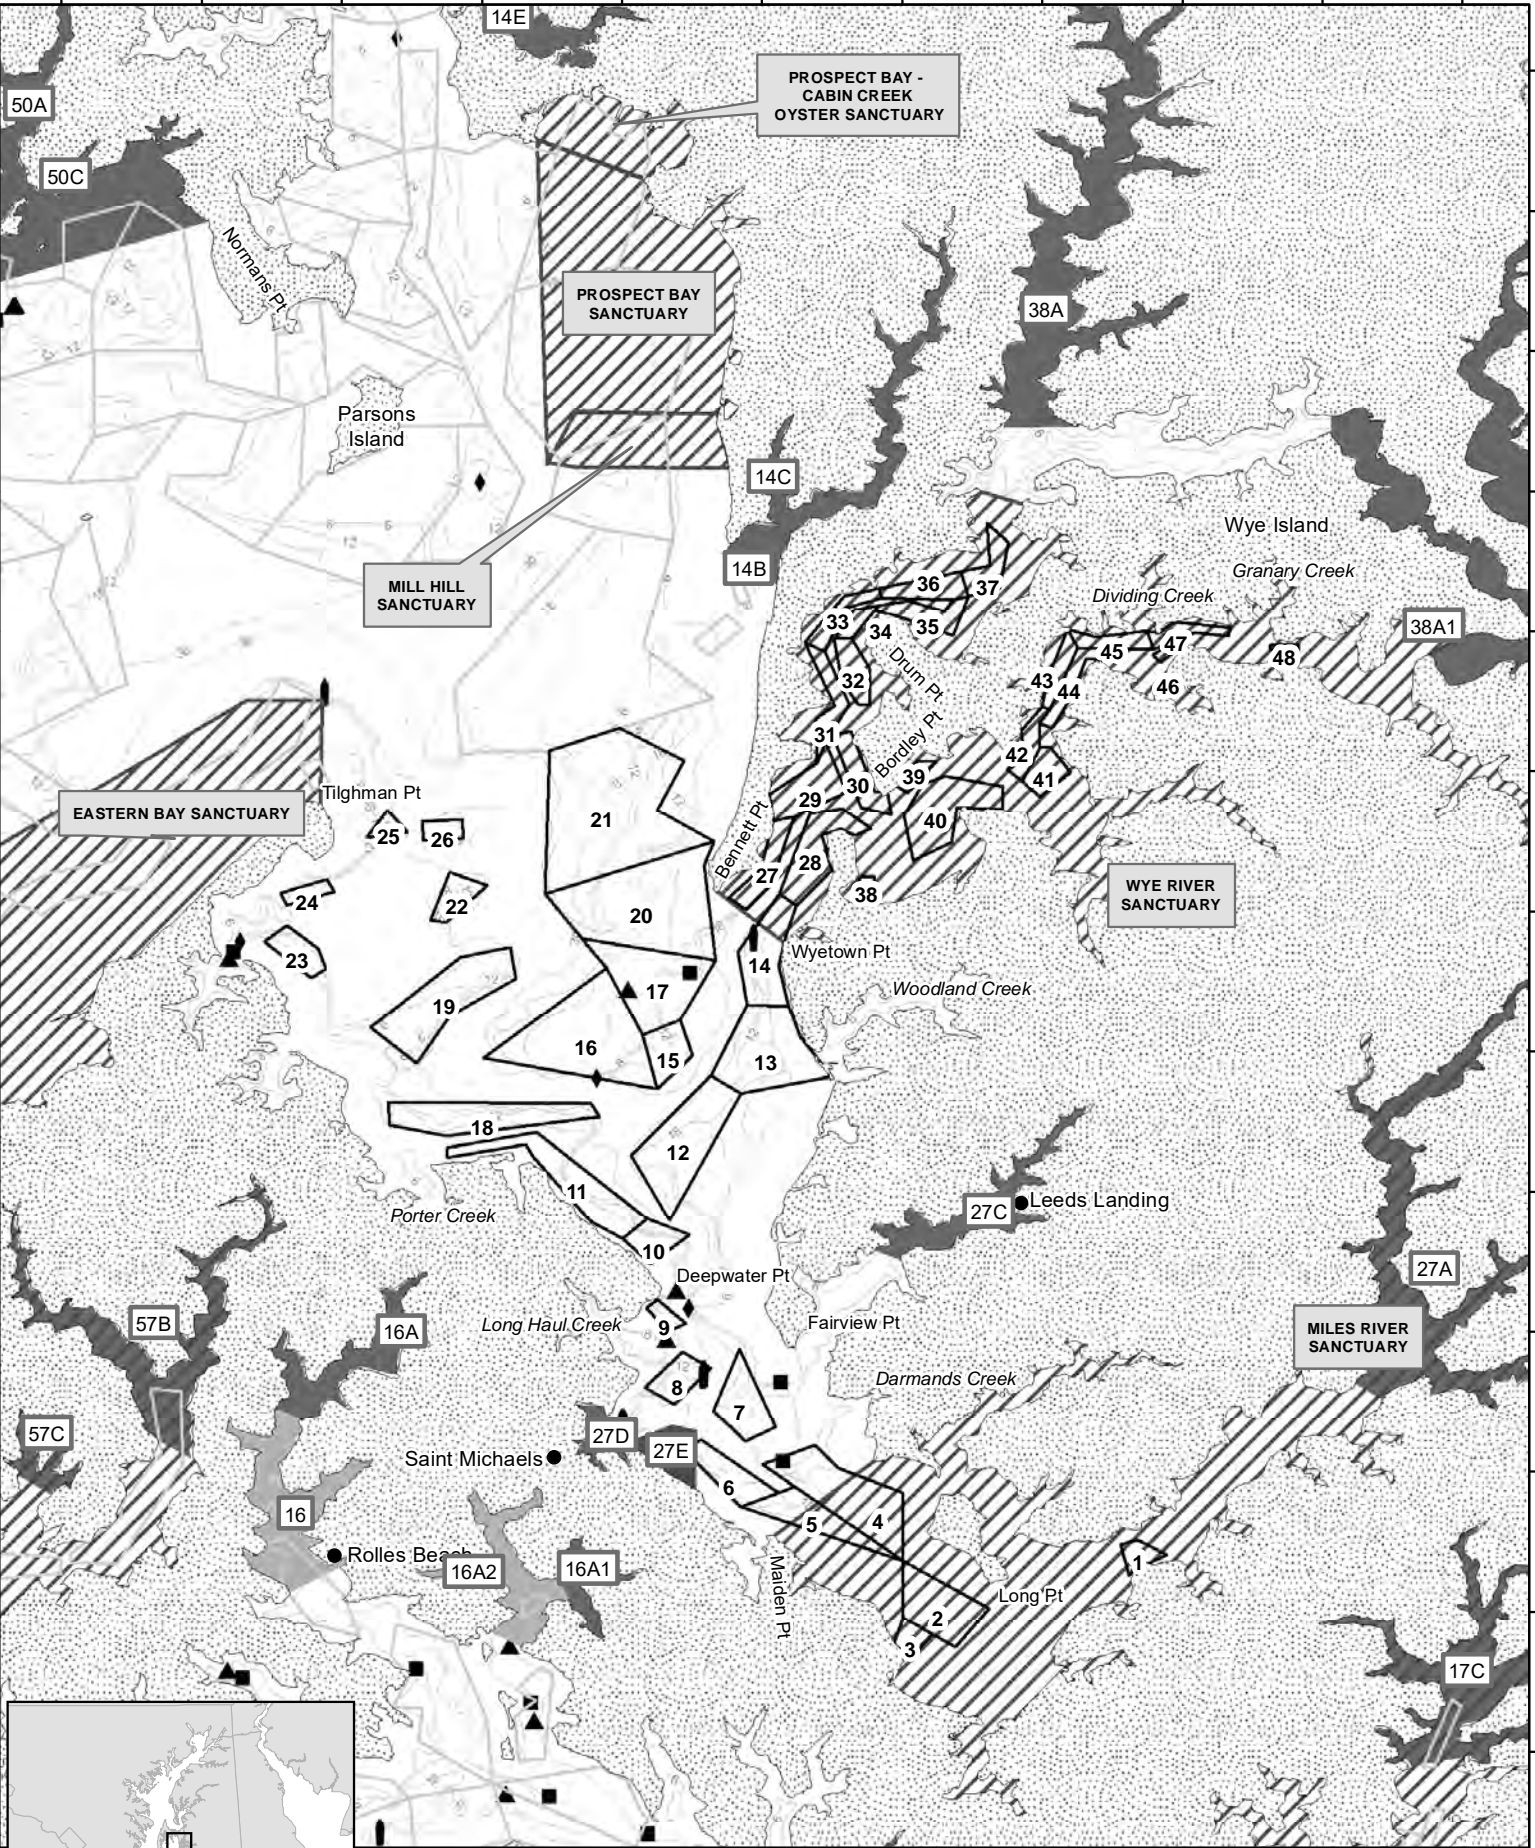 14E
PROSPECT BAY -
CABIN CREEK
OYSTER SANCTUARY
50A
50C
Normans Pt
PROSPECT BAY
SANCTUARY
38A
Parsons
Island
14C
Wye Island
MILL HILL
SANCTUARY
14B
Granary Creek
Dividing Creek
36
37
33
34
35
38A1
45
47
48
Drum Pt
32
43
44
46
31
Bordley Pt
42
41
39
30
29
40
EASTERN BAY SANCTUARY
Tilghman Pt
25
26
21
Bennett Pt
28
27
38
WYE RIVER
SANCTUARY
24
22
20
23
Wyetown Pt
14
Woodland Creek
19
17
16
15
13
18
12
11
Porter Creek
10
27C
Leeds Landing
Deepwater Pt
27A
57B
16A
Long Haul Creek
9
Fairview Pt
MILES RIVER
SANCTUARY
8
Darmands Creek
7
57C
27D
27E
Saint Michaels
6
16
5
4
Rolles Beach
16A2
16A1
Maiden Pt
1
Long Pt
2
3
17C